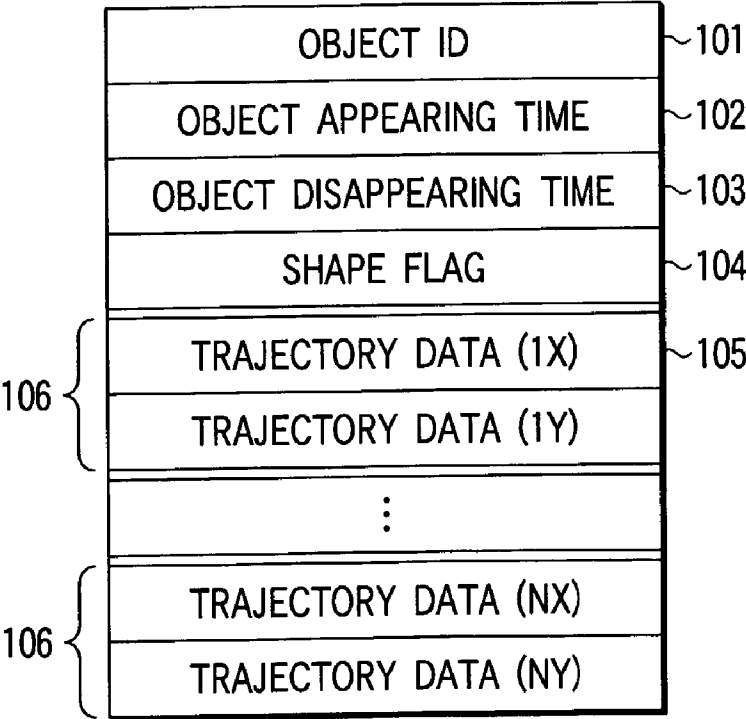 OBJECT ID ~101
OBJECT APPEARING TIME ~102
OBJECT DISAPPEARING TIME ~103
SHAPE FLAG ~104
TRAJECTORY DATA (1X) ~105
106
TRAJECTORY DATA (1Y)
⋮
TRAJECTORY DATA (NX)
106
TRAJECTORY DATA (NY)